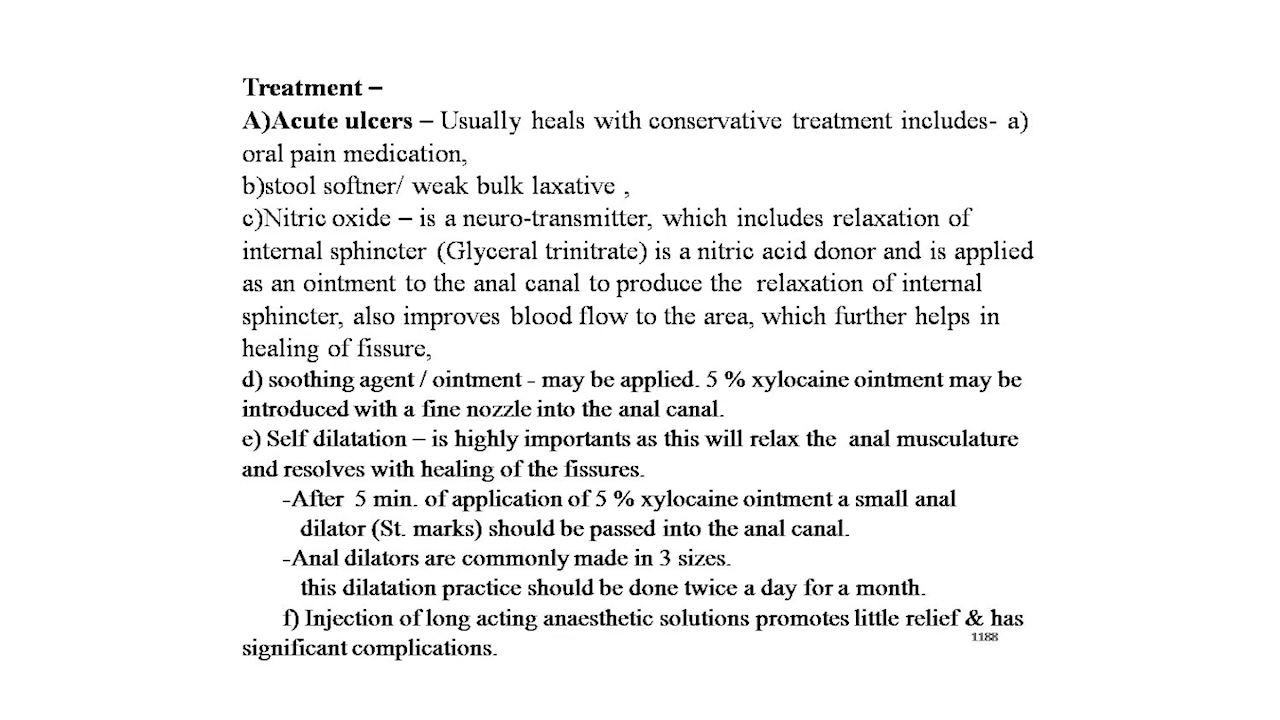 Treatment –
A)Acute ulcers – Usually heals with conservative treatment includes- a)
oral pain medication,
b)stool softner/ weak bulk laxative ,
c)Nitric oxide – is a neuro-transmitter, which includes relaxation of
internal sphincter (Glyceral trinitrate) is a nitric acid donor and is applied
as an ointment to the anal canal to produce the relaxation of internal
sphincter, also improves blood flow to the area, which further helps in
healing of fissure,
d) soothing agent / ointment - may be applied. 5 % xylocaine ointment may be
introduced with a fine nozzle into the anal canal.
e) Self dilatation – is highly importants as this will relax the anal musculature
and resolves with healing of the fissures.
-After 5 min. of application of 5 % xylocaine ointment a small anal
dilator (St. marks) should be passed into the anal canal.
-Anal dilators are commonly made in 3 sizes.
this dilatation practice should be done twice a day for a month.
f) Injection of long acting anaesthetic solutions promotes little relief & has
1188
significant complications.